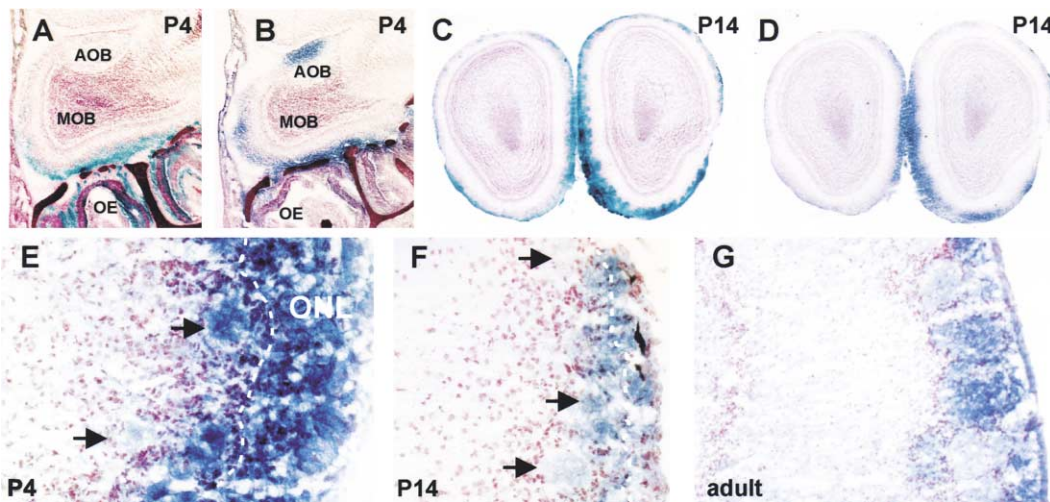 A P4
AOB
MOB
OE
B P4
AOB
MOB
OE
C P14
D P14
E
ONL
P4
F
P14
G
adult